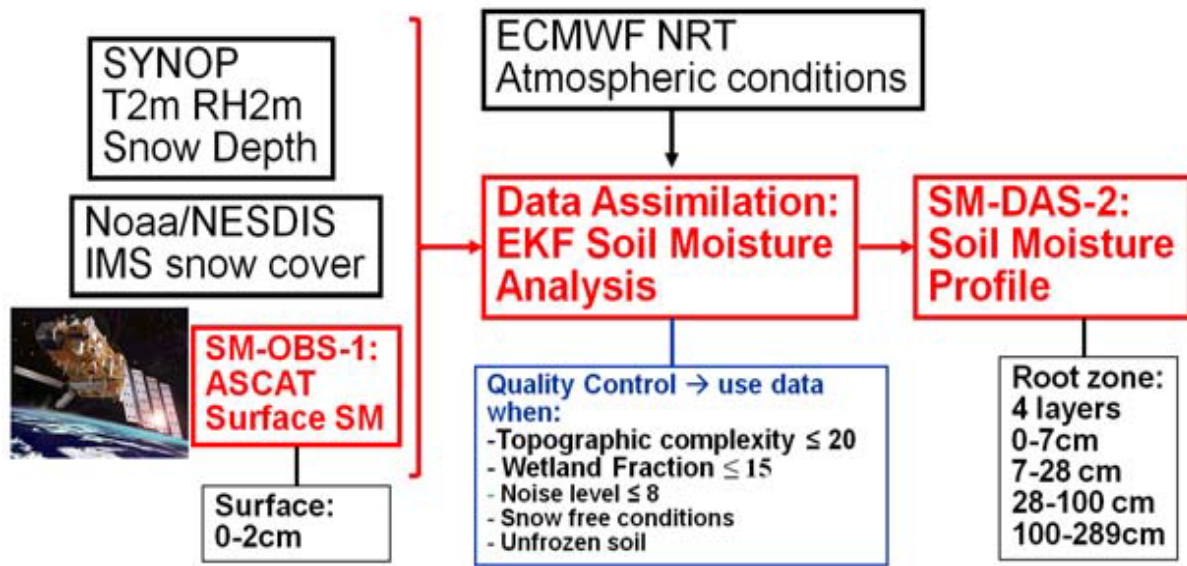 SYNOP
T2m RH2m
Snow Depth
Noaa/NESDIS
IMS snow cover
SM-OBS-1:
ASCAT
Surface SM
Surface:
0-2cm
ECMWF NRT
Atmospheric conditions
Data Assimilation:
EKF Soil Moisture
Analysis
Quality Control → use data
when:
-Topographic complexity ≤ 20
- Wetland Fraction ≤ 15
- Noise level ≤ 8
- Snow free conditions
- Unfrozen soil
SM-DAS-2:
Soil Moisture
Profile
Root zone:
4 layers
0-7cm
7-28 cm
28-100 cm
100-289cm